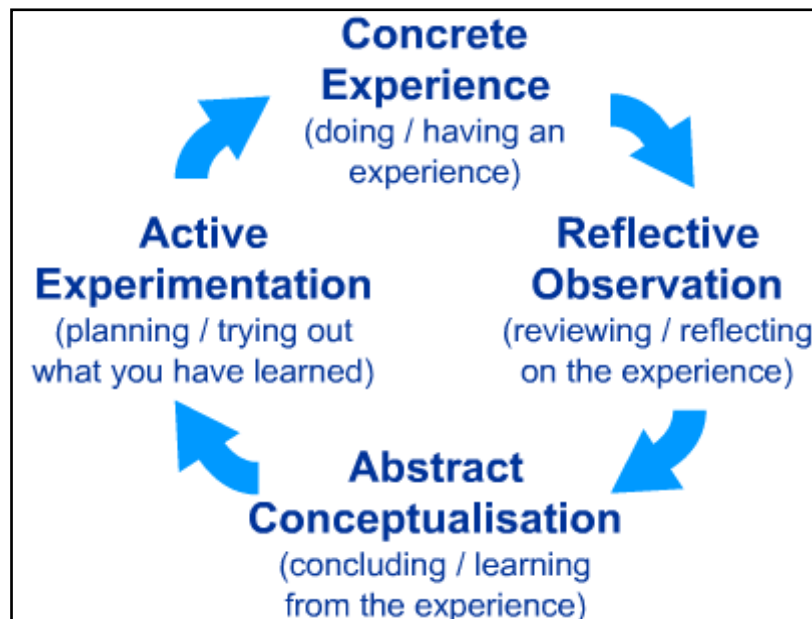 Concrete
Experience
(doing / having an
experience)
Reflective
Observation
(reviewing / reflecting
on the experience)
Abstract
Conceptualisation
(concluding / learning
from the experience)
Active
Experimentation
(planning / trying out
what you have learned)